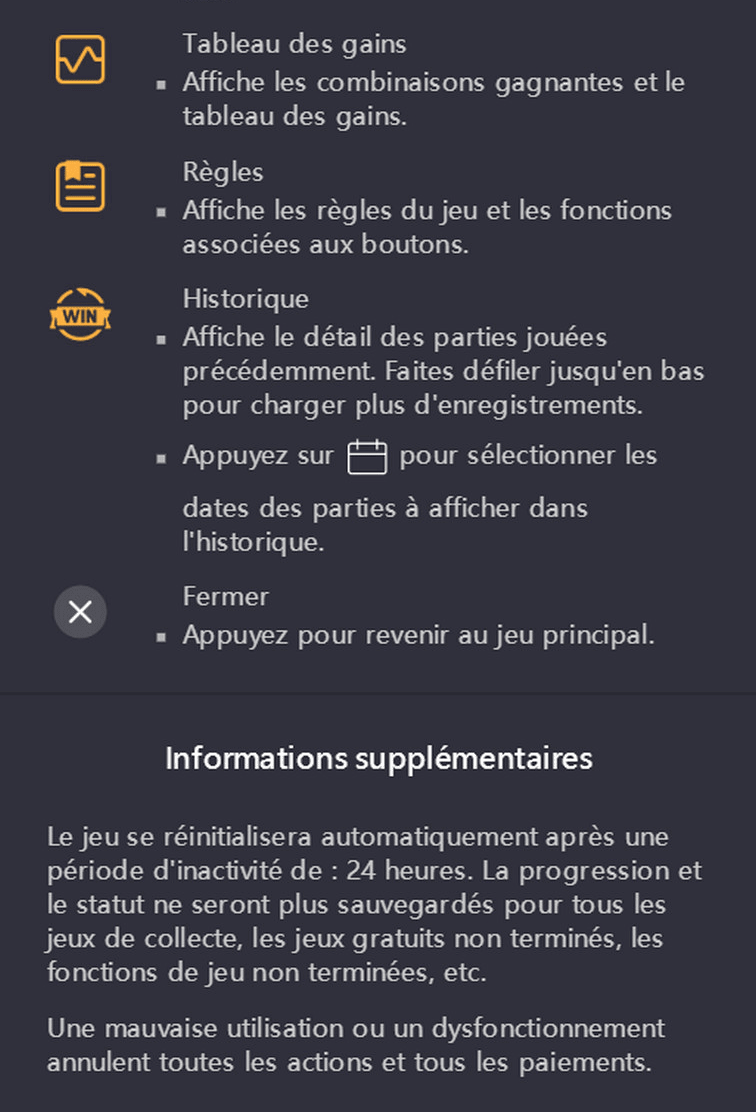 Tableau des gains
▪ Affiche les combinaisons gagnantes et le
tableau des gains.
Règles
▪ Affiche les règles du jeu et les fonctions
associées aux boutons.
WIN
Historique
▪ Affiche le détail des parties jouées
précédemment. Faites défiler jusqu'en bas
pour charger plus d'enregistrements.
▪ Appuyez sur pour sélectionner les
dates des parties à afficher dans
l'historique.
Fermer
▪ Appuyez pour revenir au jeu principal.
Informations supplémentaires
Le jeu se réinitialisera automatiquement après une
période d'inactivité de : 24 heures. La progression et
le statut ne seront plus sauvegardés pour tous les
jeux de collecte, les jeux gratuits non terminés, les
fonctions de jeu non terminées, etc.
Une mauvaise utilisation ou un dysfonctionnement
annulent toutes les actions et tous les paiements.